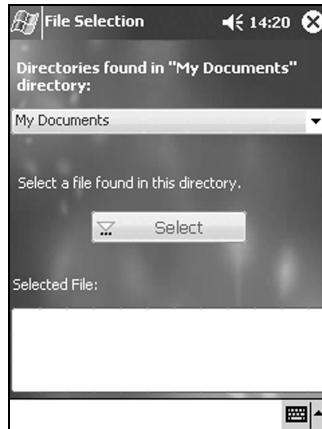 File Selection 14:20
Directories found in "My Documents"
directory:
My Documents
Select a file found in this directory.
Select
Selected File: